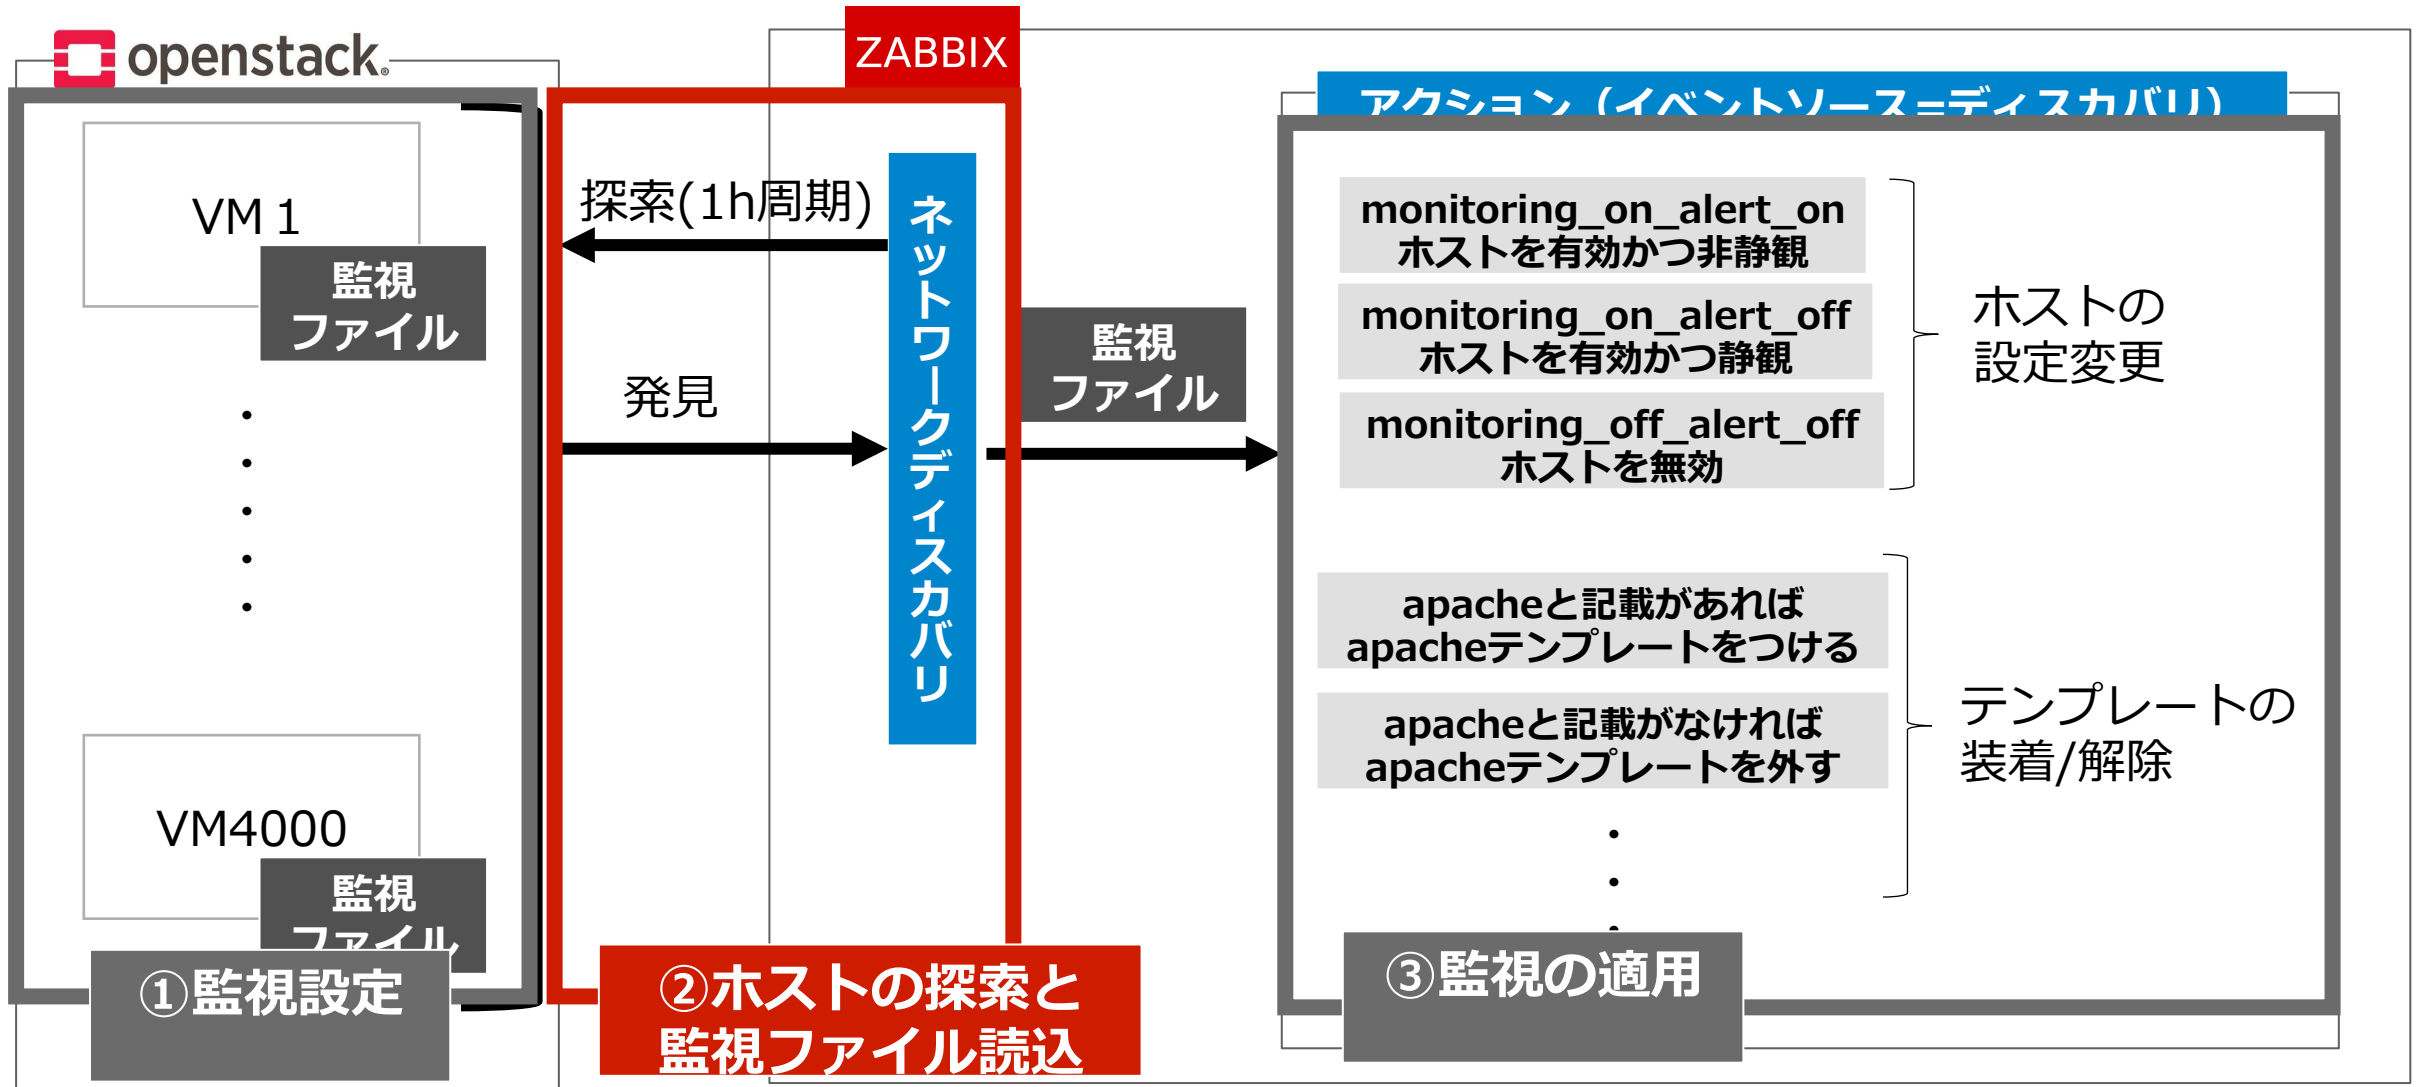 openstack.
ZABBIX
アクション（イベントソース=ディスカバリ）
VM１
監視
ファイル
・
・
・
・
・
VM4000
監視
ファイル
①監視設定
探索(1h周期)
発見
ネットワークディスカバリ
②ホストの探索と
監視ファイル読込
監視
ファイル
monitoring_on_alert_on
ホストを有効かつ非静観
monitoring_on_alert_off
ホストを有効かつ静観
monitoring_off_alert_off
ホストを無効
ホストの
設定変更
apacheと記載があれば
apacheテンプレートをつける
apacheと記載がなければ
apacheテンプレートを外す
・
・
・
テンプレートの
装着/解除
③監視の適用